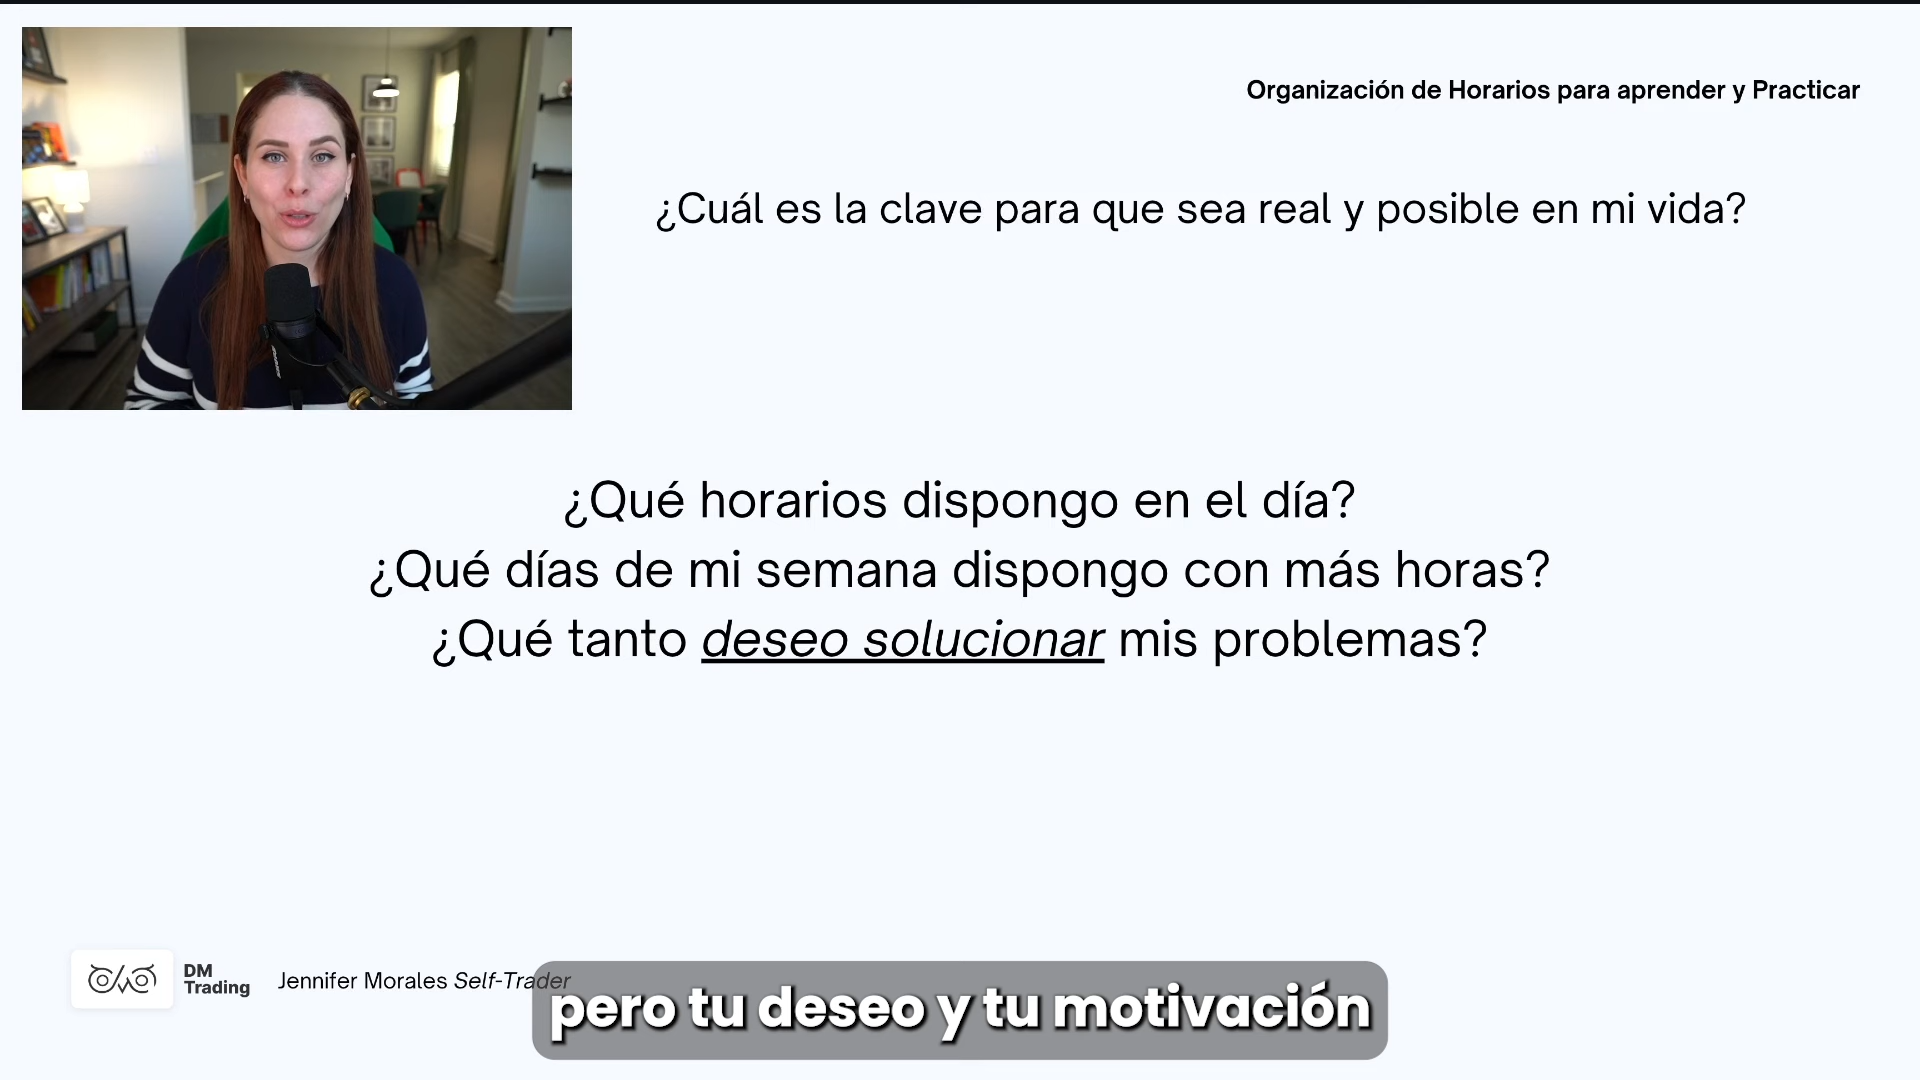 Organización de Horarios para aprender y Practicar
¿Cuál es la clave para que sea real y posible en mi vida?
¿Qué horarios dispongo en el día?
¿Qué días de mi semana dispongo con más horas?
¿Qué tanto deseo solucionar mis problemas?
DM
Trading
Jennifer Morales Self-Trader
pero tu deseo y tu motivación